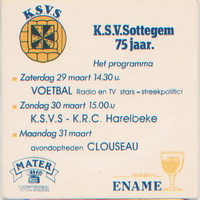 KSVS
K.S.V. Sottegem
75 jaar.
Het programma
Zaterdag 29 maart 14.30 u.
VOETBAL Radio en TV stars - streekpolitici
Zondag 30 maart 15.00 u
K.S.V.S - K.R.C. Harelbeke
Maandag 31 maart
avondoptreden CLOUSEAU
MATER
WITBIER
ENAME